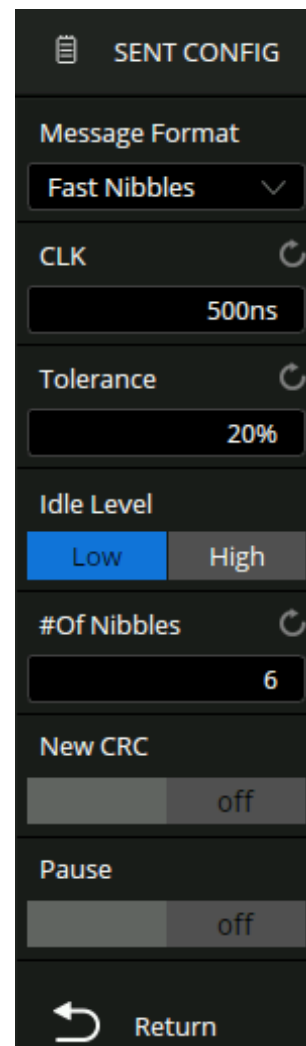 SENT CONFIG
Message Format
Fast Nibbles
CLK
500ns
Tolerance
20%
Idle Level
Low High
#Of Nibbles
6
New CRC
off
Pause
off
Return